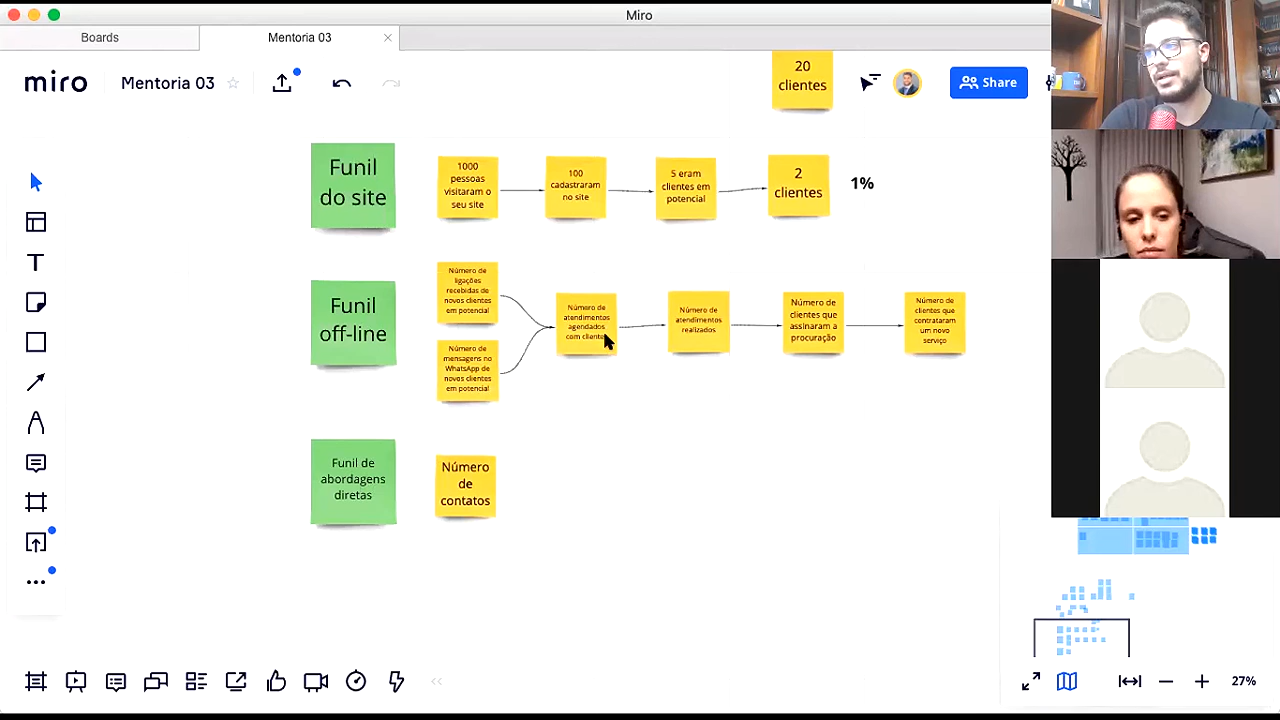 Miro
Boards
Mentoria 03
miro
Mentoria 03
Share
20
clientes
Funil
do site
1000
pessoas
visitaram o
seu site
100
cadastraram
no site
5 eram
clientes em
potencial
2
clientes
1%
Funil
off-line
Número de
ligações
recebidas de
novos clientes
em potencial
Número de
mensagens no
WhatsApp de
novos clientes
em potencial
Número de
atendimentos
agendados
com
Número de
atendimentos
realizados
Número de
clientes que
assinaram a
procuração
Número de
clientes que
contrataram
um novo
serviço
Funil de
abordagens
diretas
Número
de
contatos
27%